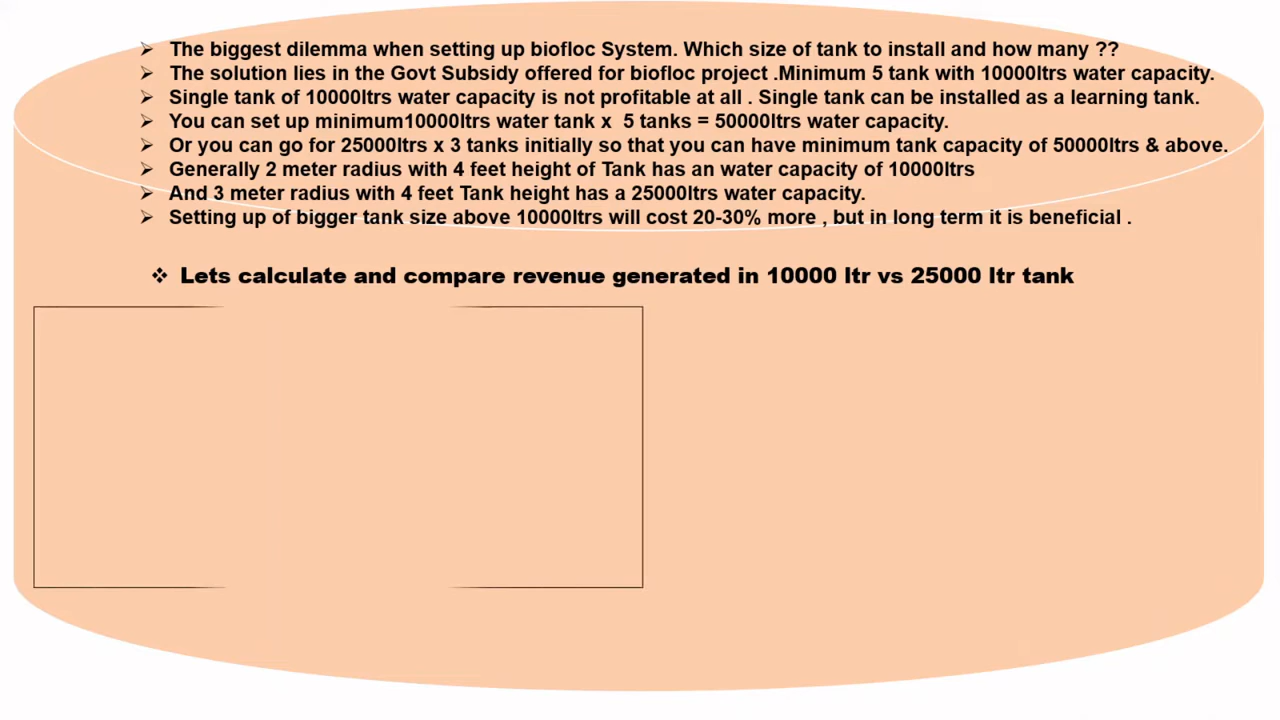 ➢ The biggest dilemma when setting up biofloc System. Which size of tank to install and how many ??
➢ The solution lies in the Govt Subsidy offered for biofloc project .Minimum 5 tank with 10000ltrs water capacity.
➢ Single tank of 10000ltrs water capacity is not profitable at all . Single tank can be installed as a learning tank.
➢ You can set up minimum10000ltrs water tank x 5 tanks = 50000ltrs water capacity.
➢ Or you can go for 25000ltrs x 3 tanks initially so that you can have minimum tank capacity of 50000ltrs & above.
➢ Generally 2 meter radius with 4 feet height of Tank has an water capacity of 10000ltrs
➢ And 3 meter radius with 4 feet Tank height has a 25000ltrs water capacity.
➢ Setting up of bigger tank size above 10000ltrs will cost 20-30% more , but in long term it is beneficial .
❖ Lets calculate and compare revenue generated in 10000 ltr vs 25000 ltr tank